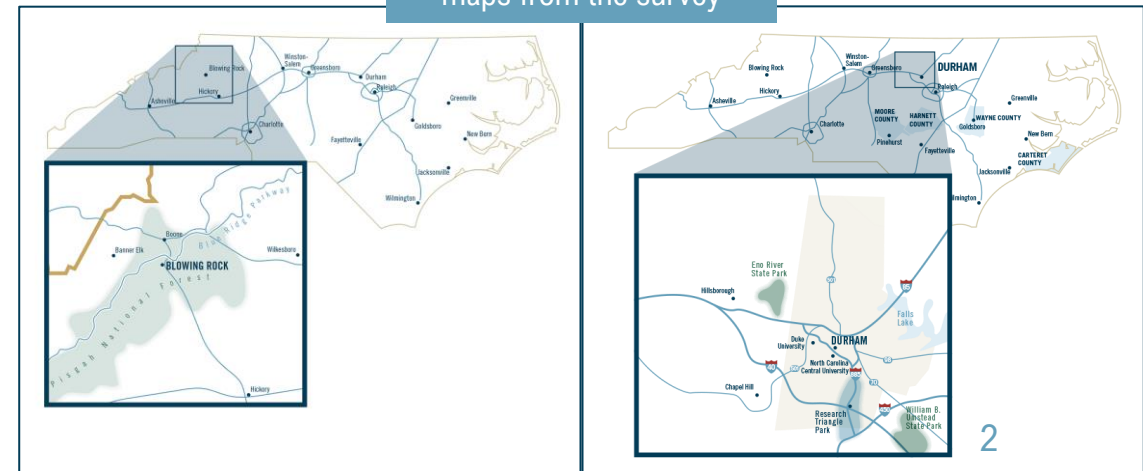 maps from the survey
Blowing Rock
Winston-
Salem
Greensboro
Durham
Raleigh
Hickory
Asheville
Greenville
Charlotte
Goldsboro
New Bern
Fayetteville
Jacksonville
Wilmington
Blue Ridge Parkway
Boone
Banner Elk
Wilkesboro
BLOWING ROCK
Pisgah National Forest
Hickory
Winston-
Salem
Blowing Rock
Greensboro
DURHAM
Raleigh
Hickory
Asheville
Greenville
MOORE
COUNTY
HARNETT
COUNTY
WAYNE COUNTY
Goldsboro
Charlotte
Pinehurst
New Bern
Fayetteville
CARTERET
COUNTY
Jacksonville
ilmington
Eno River
State Park
501
85
Hillsborough
Falls
Lake
Duke
University
DURHAM
North Carolina
Central University
40
Chapel Hill
Research
Triangle
Park
William B.
Umstead
State Park
2